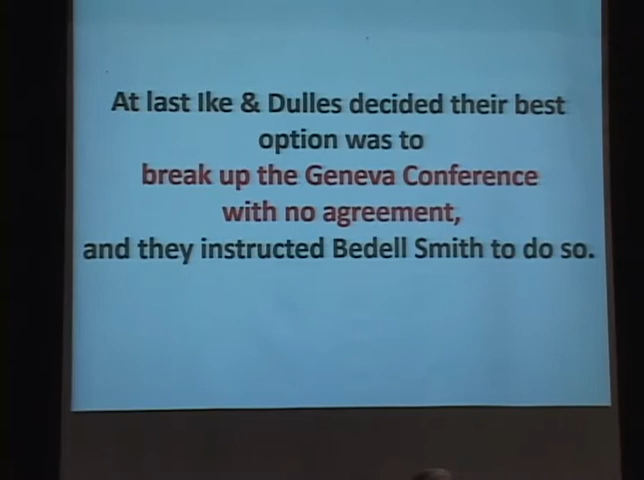 At last Ike & Dulles decided their best
option was to
break up the Geneva Conference
with no agreement,
and they instructed Bedell Smith to do so.